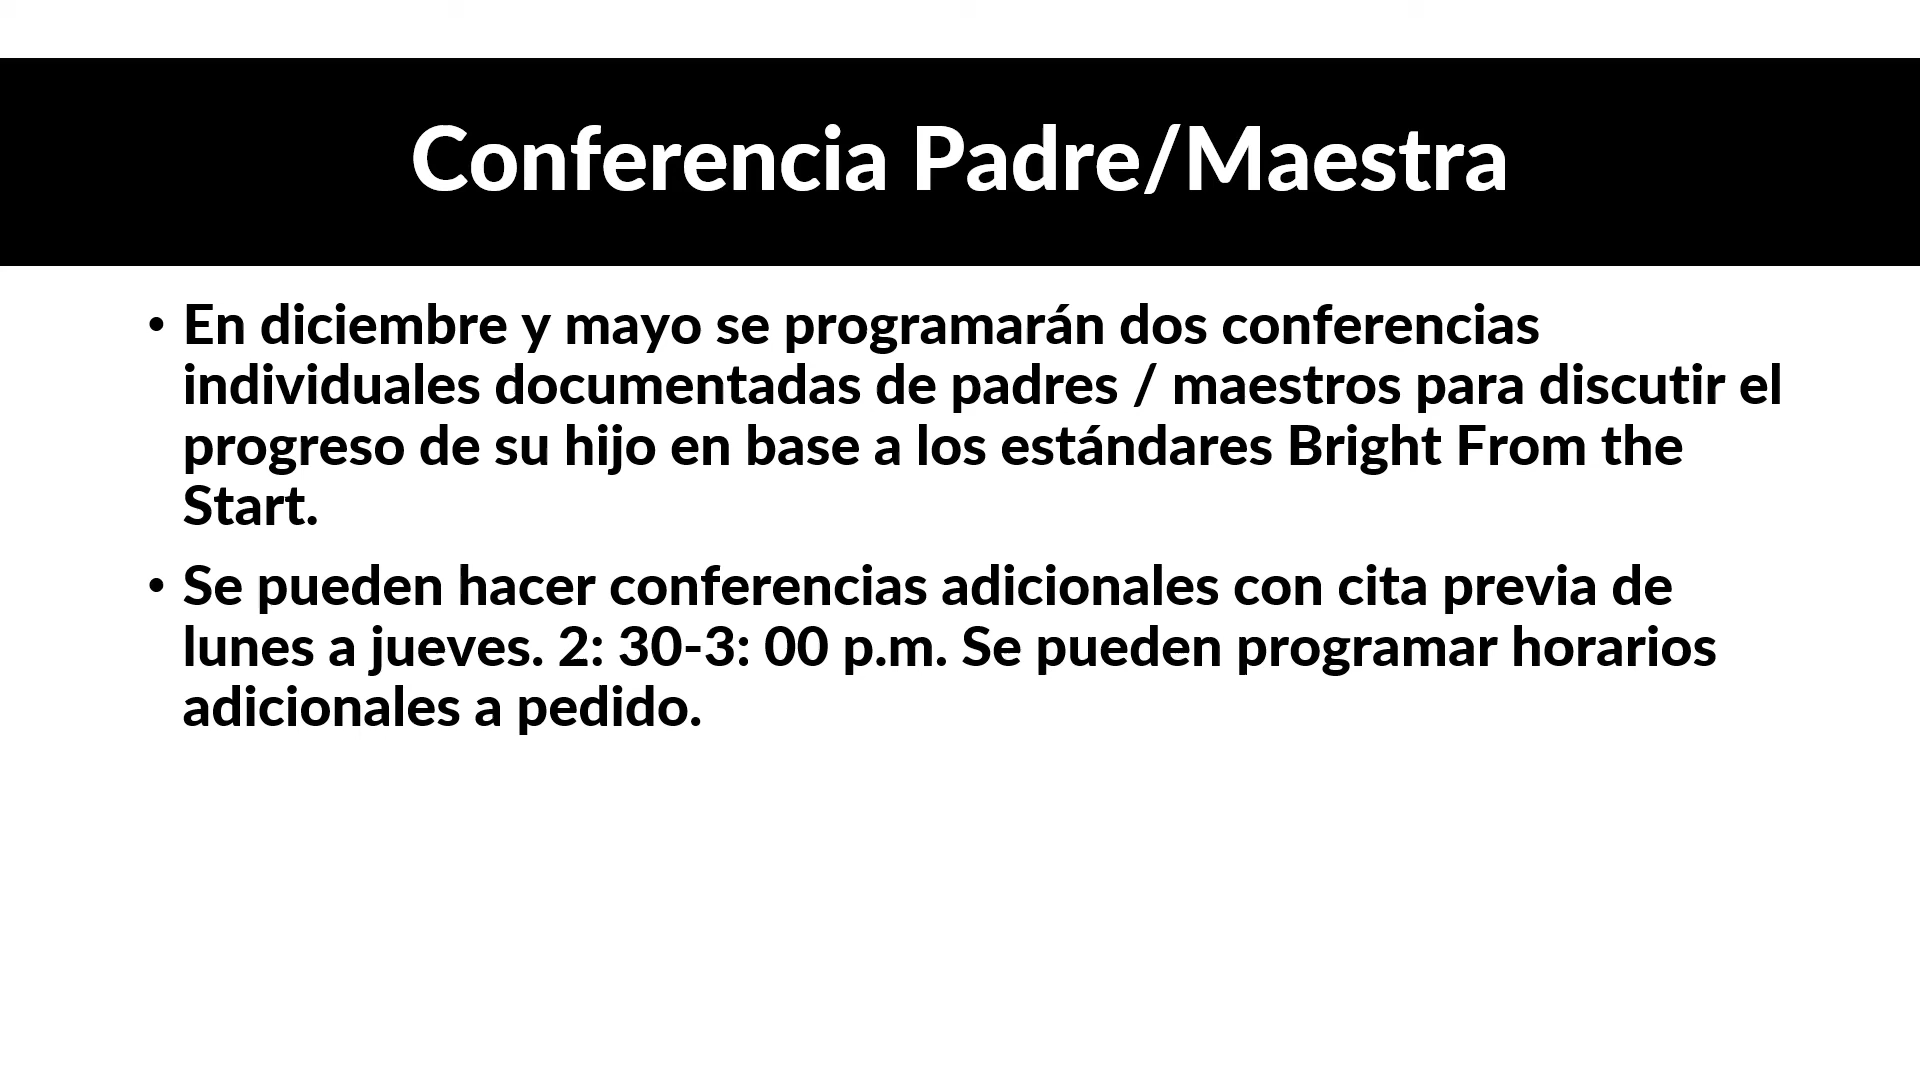 Conferencia Padre/Maestra
• En diciembre y mayo se programarán dos conferencias
individuales documentadas de padres / maestros para discutir el
progreso de su hijo en base a los estándares Bright From the
Start.
• Se pueden hacer conferencias adicionales con cita previa de
lunes a jueves. 2: 30-3: 00 p.m. Se pueden programar horarios
adicionales a pedido.